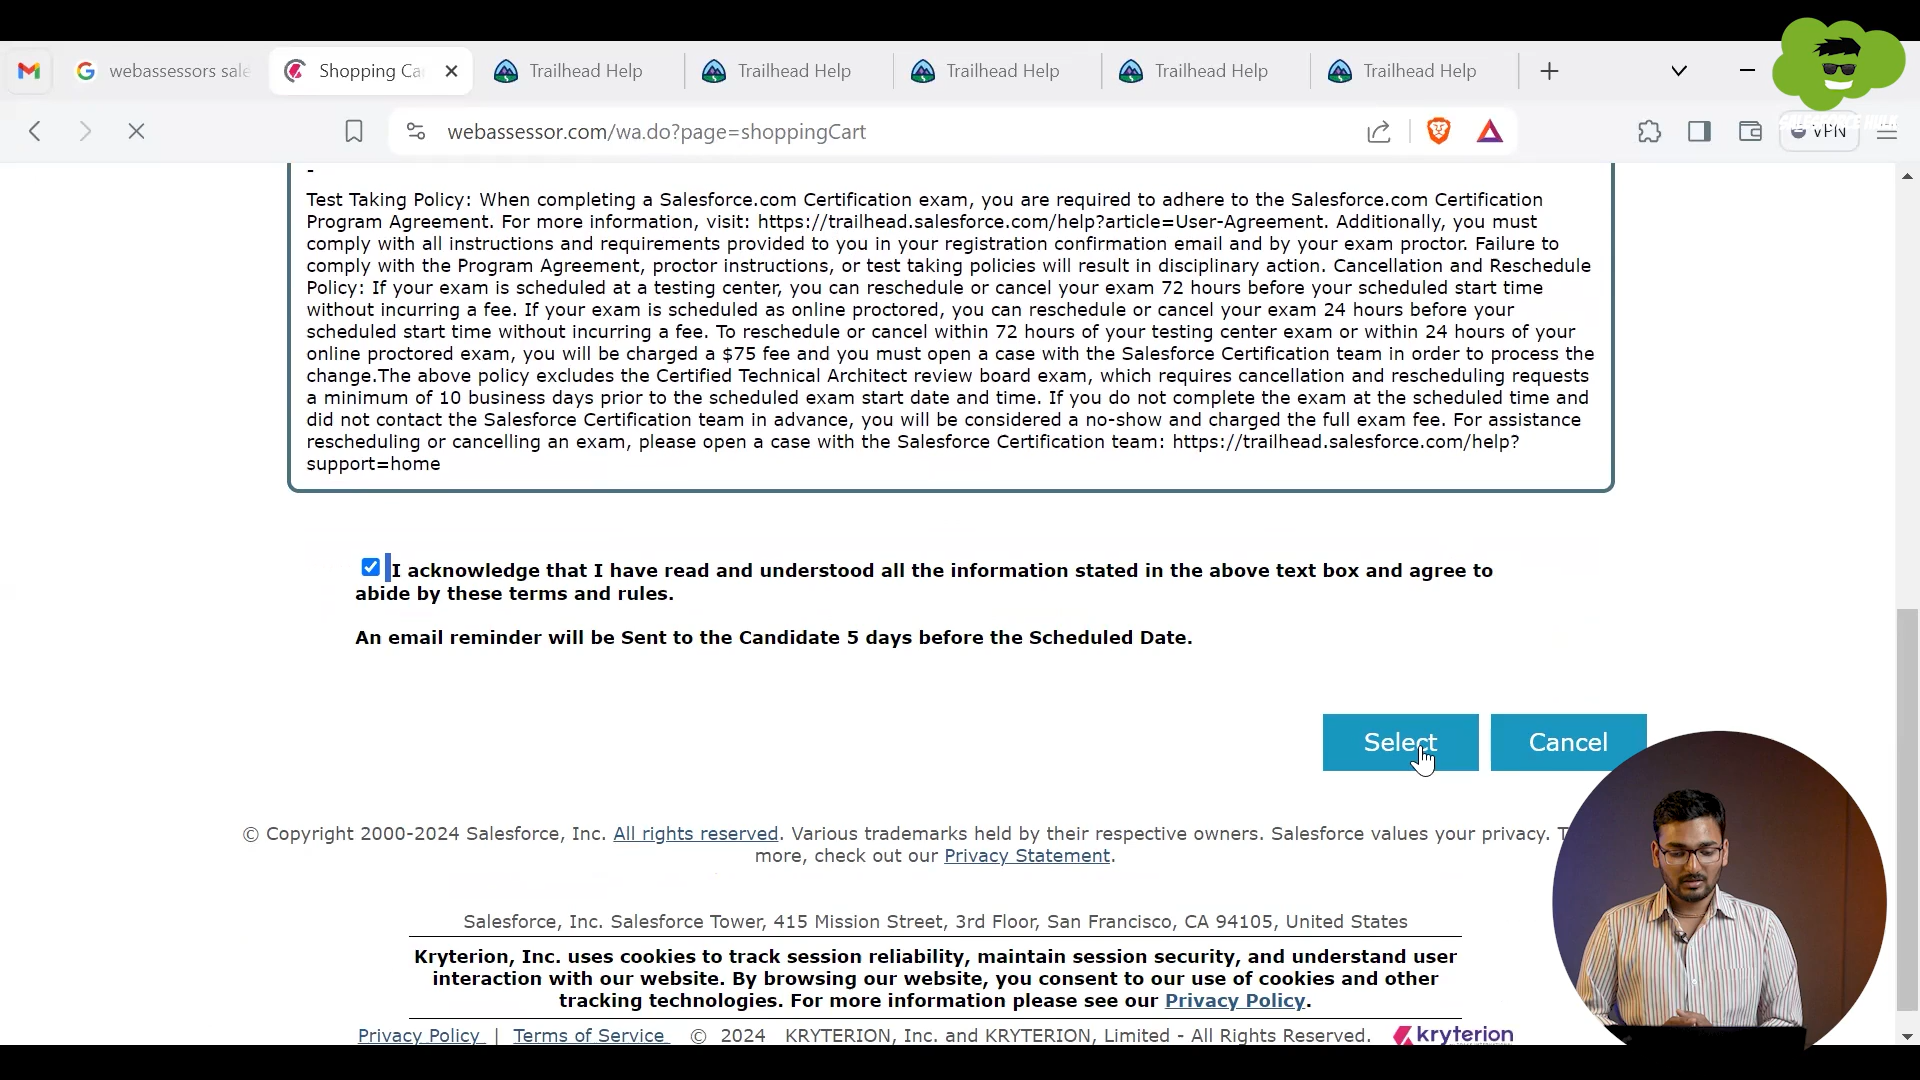 webassessors sale
Shopping Ca
Trailhead Help
Trailhead Help
Trailhead Help
Trailhead Help
Trailhead Help
webassessor.com/wa.do?page=shoppingCart
VPN
-
Test Taking Policy: When completing a Salesforce.com Certification exam, you are required to adhere to the Salesforce.com Certification
Program Agreement. For more information, visit: https://trailhead.salesforce.com/help?article=User-Agreement. Additionally, you must
comply with all instructions and requirements provided to you in your registration confirmation email and by your exam proctor. Failure to
comply with the Program Agreement, proctor instructions, or test taking policies will result in disciplinary action. Cancellation and Reschedule
Policy: If your exam is scheduled at a testing center, you can reschedule or cancel your exam 72 hours before your scheduled start time
without incurring a fee. If your exam is scheduled as online proctored, you can reschedule or cancel your exam 24 hours before your
scheduled start time without incurring a fee. To reschedule or cancel within 72 hours of your testing center exam or within 24 hours of your
online proctored exam, you will be charged a $75 fee and you must open a case with the Salesforce Certification team in order to process the
change.The above policy excludes the Certified Technical Architect review board exam, which requires cancellation and rescheduling requests
a minimum of 10 business days prior to the scheduled exam start date and time. If you do not complete the exam at the scheduled time and
did not contact the Salesforce Certification team in advance, you will be considered a no-show and charged the full exam fee. For assistance
rescheduling or cancelling an exam, please open a case with the Salesforce Certification team: https://trailhead.salesforce.com/help?
support=home
I acknowledge that I have read and understood all the information stated in the above text box and agree to
abide by these terms and rules.
An email reminder will be Sent to the Candidate 5 days before the Scheduled Date.
Select
Cancel
© Copyright 2000-2024 Salesforce, Inc. All rights reserved. Various trademarks held by their respective owners. Salesforce values your privacy. T
more, check out our Privacy Statement.
Salesforce, Inc. Salesforce Tower, 415 Mission Street, 3rd Floor, San Francisco, CA 94105, United States
Kryterion, Inc. uses cookies to track session reliability, maintain session security, and understand user
interaction with our website. By browsing our website, you consent to our use of cookies and other
tracking technologies. For more information please see our Privacy Policy.
Privacy Policy | Terms of Service © 2024 KRYTERION, Inc. and KRYTERION, Limited - All Rights Reserved. kryterion